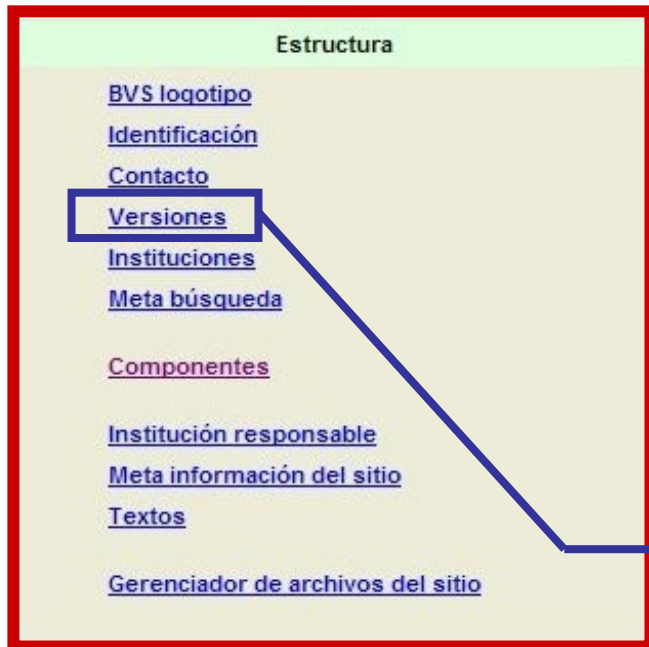 Estructura
BVS logotipo
Identificación
Contacto
Versiones
Instituciones
Meta búsqueda
Componentes
Institución responsable
Meta información del sitio
Textos
Gerenciador de archivos del sitio